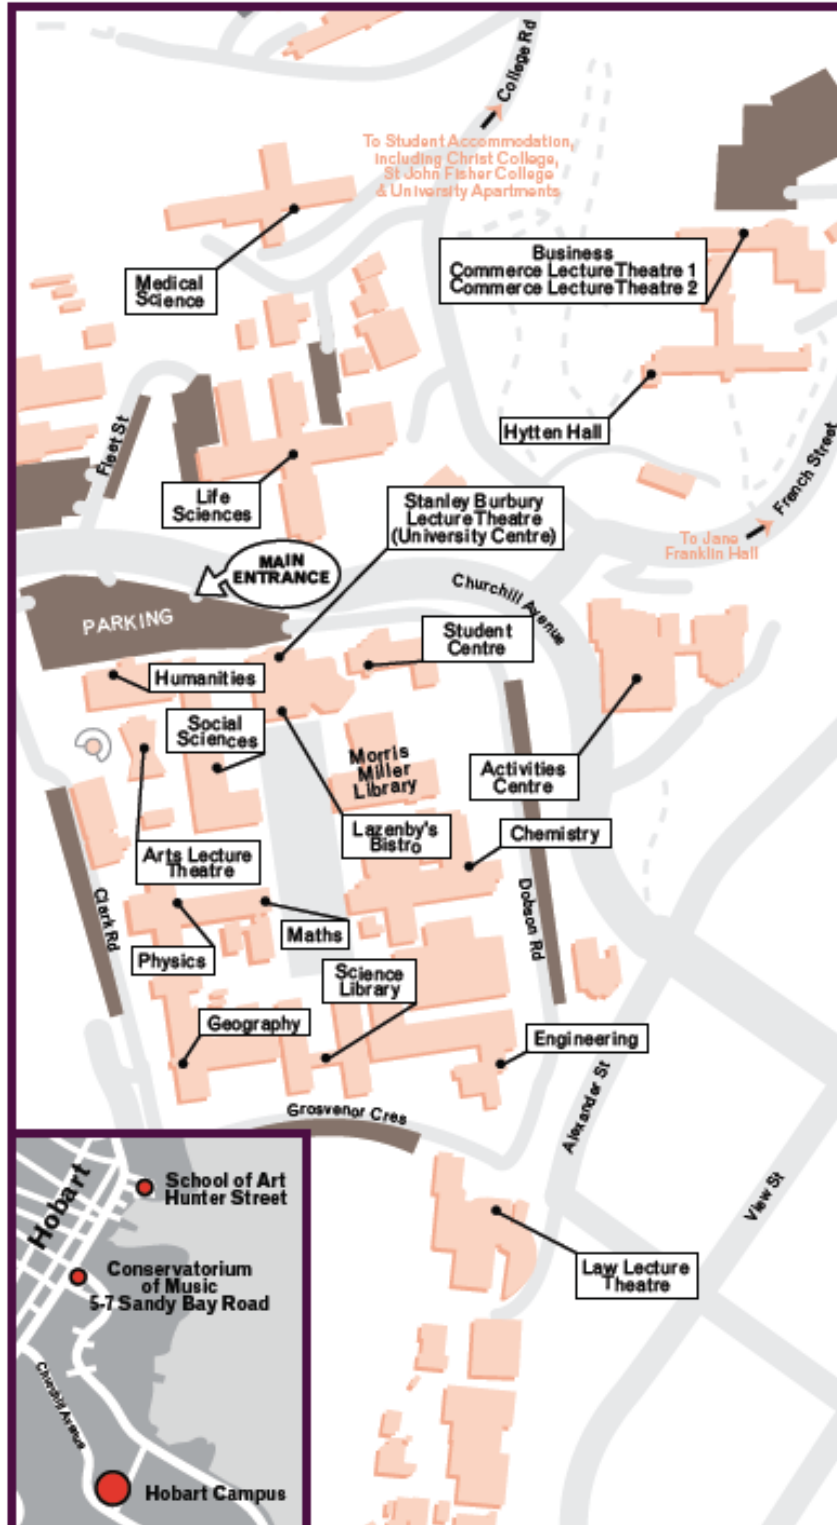 College Rd
To Student Accommodation,
including Christ College,
St John Fisher College
& University Apartments
Business
Commerce Lecture Theatre 1
Commerce Lecture Theatre 2
Medical
Science
Hytten Hall
Fleet St
French Street
Life
Sciences
Stanley Burbury
Lecture Theatre
(University Centre)
To Jane
Franklin Hall
MAIN
ENTRANCE
Churchill Avenue
PARKING
Student
Centre
Humanities
Social
Sciences
Morris
Miller
Library
Activities
Centre
Lazenby's
Bistro
Chemistry
Arts Lecture
Theatre
Clark Rd
Dobson Rd
Maths
Physics
Science
Library
Geography
Engineering
Grosvenor Cres
Alexander St
View St
Law Lecture
Theatre
Hobart
School of Art
Hunter Street
Conservatorium
of Music
5-7 Sandy Bay Road
Churchill Avenue
Hobart Campus